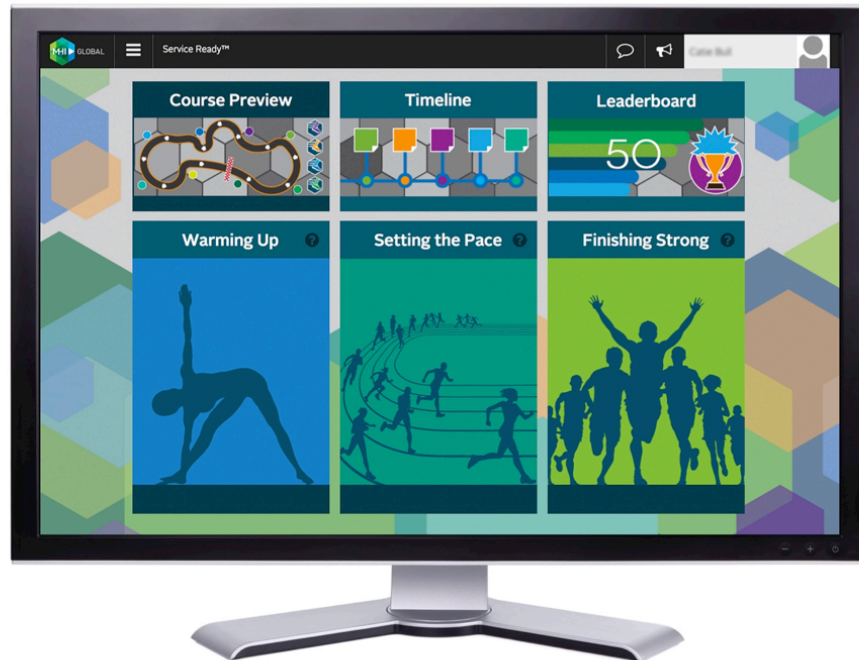 MHI GLOBAL
Service Ready™
Course Preview
Timeline
Leaderboard
50
Warming Up ?
Setting the Pace ?
Finishing Strong ?